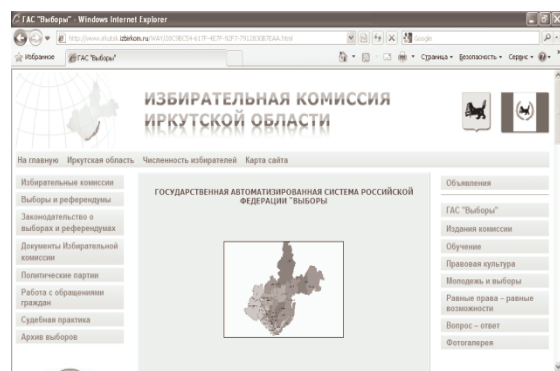 ГАС "Выборы" - Windows Internet Explorer
Google
Избранное
ГАС "Выборы"
Страница
Безопасность
Сервис
ИЗБИРАТЕЛЬНАЯ КОМИССИЯ
ИРКУТСКОЙ ОБЛАСТИ
На главную Иркутская область Численность избирателей Карта сайта
Избирательные комиссии
Выборы и референдумы
Законодательство о
выборах и референдумах
Документы Избирательной
комиссии
Политические партии
Работа с обращениями
граждан
Судебная практика
Архив выборов
ГОСУДАРСТВЕННАЯ АВТОМАТИЗИРОВАННАЯ СИСТЕМА РОССИЙСКОЙ
ФЕДЕРАЦИИ "ВЫБОРЫ
Объявления
ГАС "Выборы"
Издания комиссии
Обучение
Правовая культура
Молодежь и выборы
Равные права – равные
возможности
Вопрос – ответ
Фотогалерея